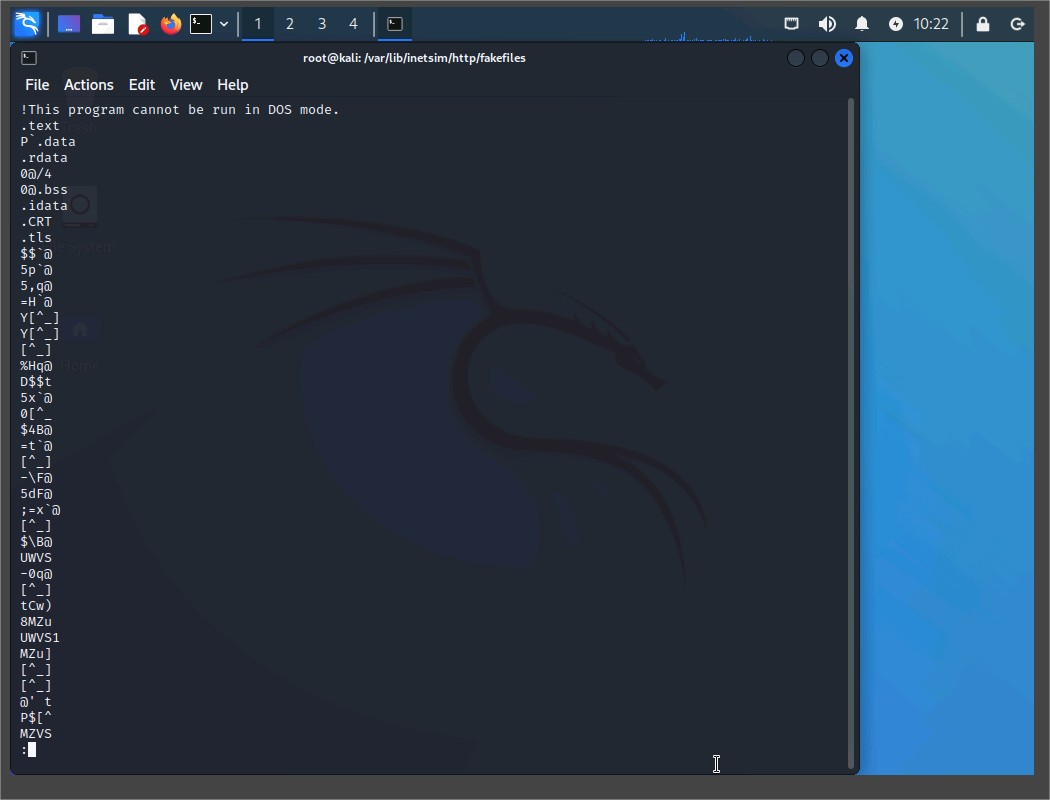 1 2 3 4 10:22
root@kali: /var/lib/inetsim/http/fakefiles
File Actions Edit View Help
!This program cannot be run in DOS mode.
.text
P`.data
.rdata
0@/4
0@.bss
.idata
.CRT
.tls
$$`@
5p`@
5,q@
=H`@
Y[^_]
Y[^_]
[^_]
%Hq@
D$$t
5x`@
0[^_
$4B@
=t`@
[^_]
-\F@
5dF@
;=x`@
[^_]
$\B@
UWVS
-0q@
[^_]
tCw)
8MZu
UWVS1
MZu]
[^_]
[^_]
@' t
P$[^
MZVS
: